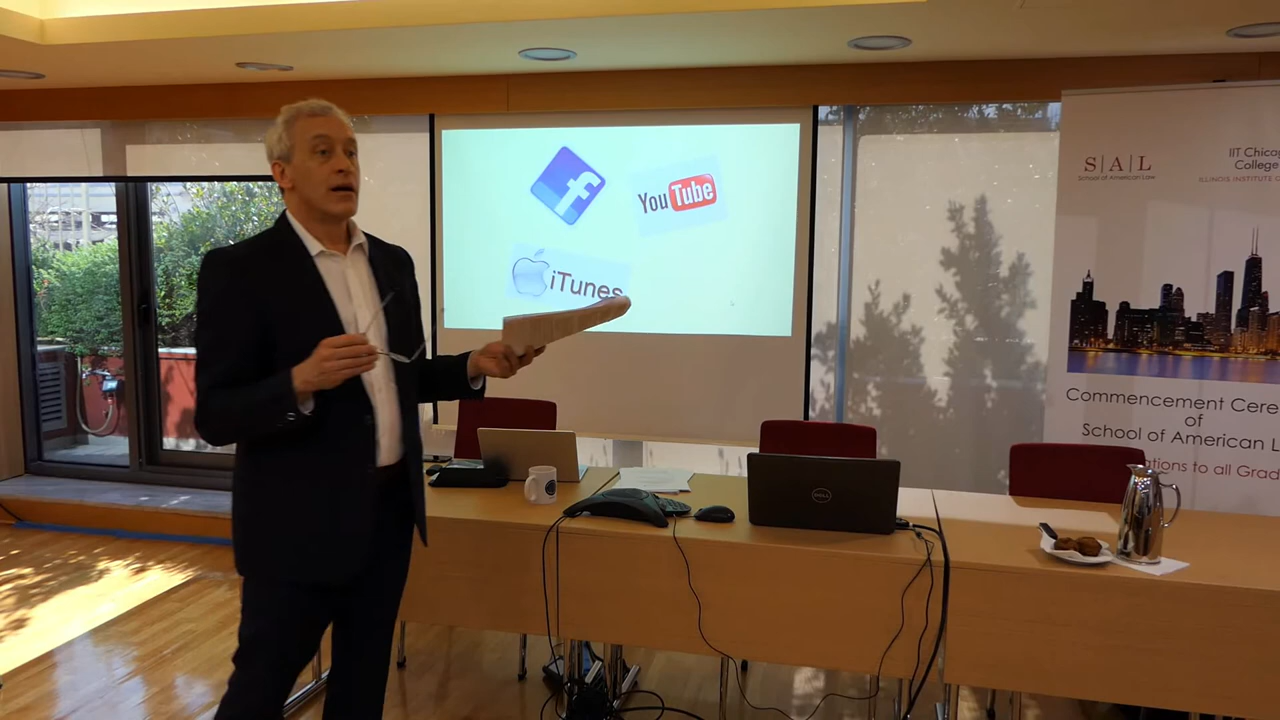 f
YouTube
iTunes
S|A|L
School of American Law
IIT Chica
College
ILLINOIS INSTITUTE
Commencement Cere
of
School of American L
ations to all Grad
DELL